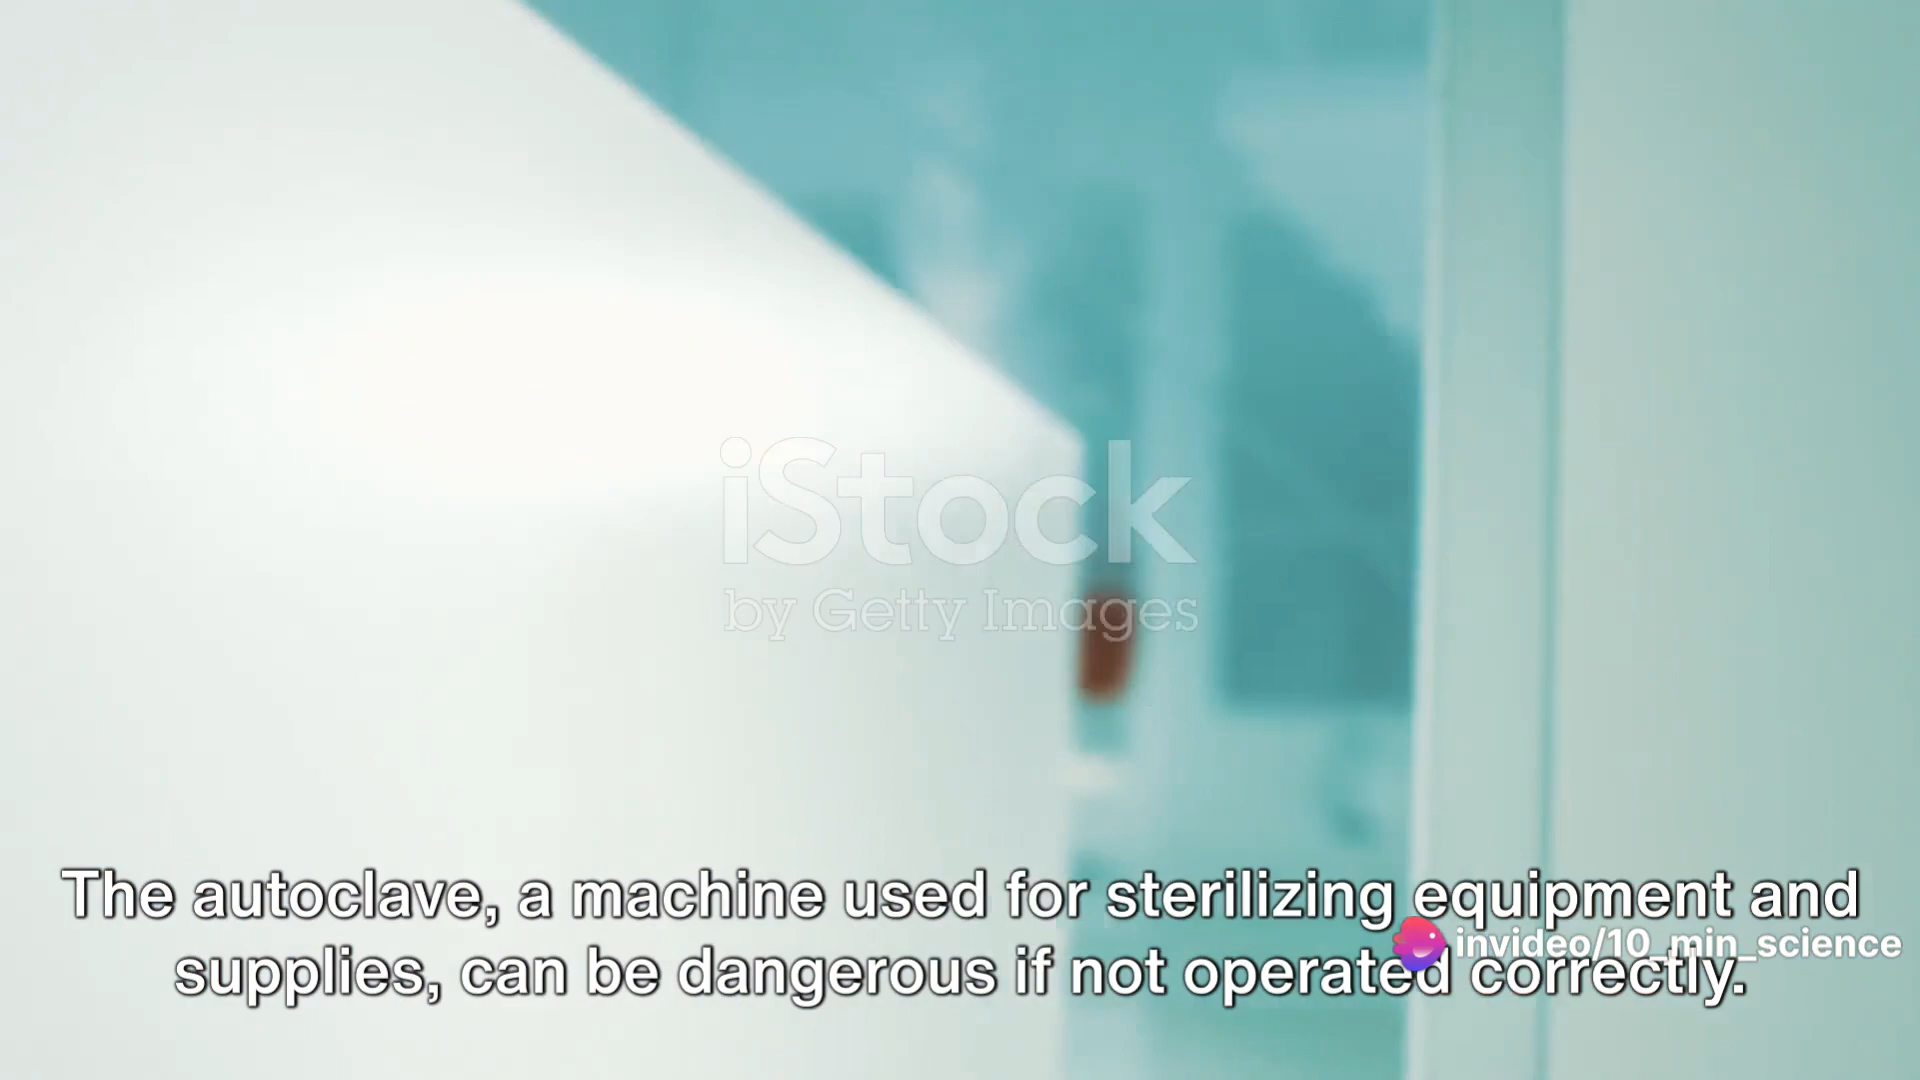 iStock
by Getty Images
The autoclave, a machine used for sterilizing equipment and
supplies, can be dangerous if not operated correctly.
invideo/10_min_science